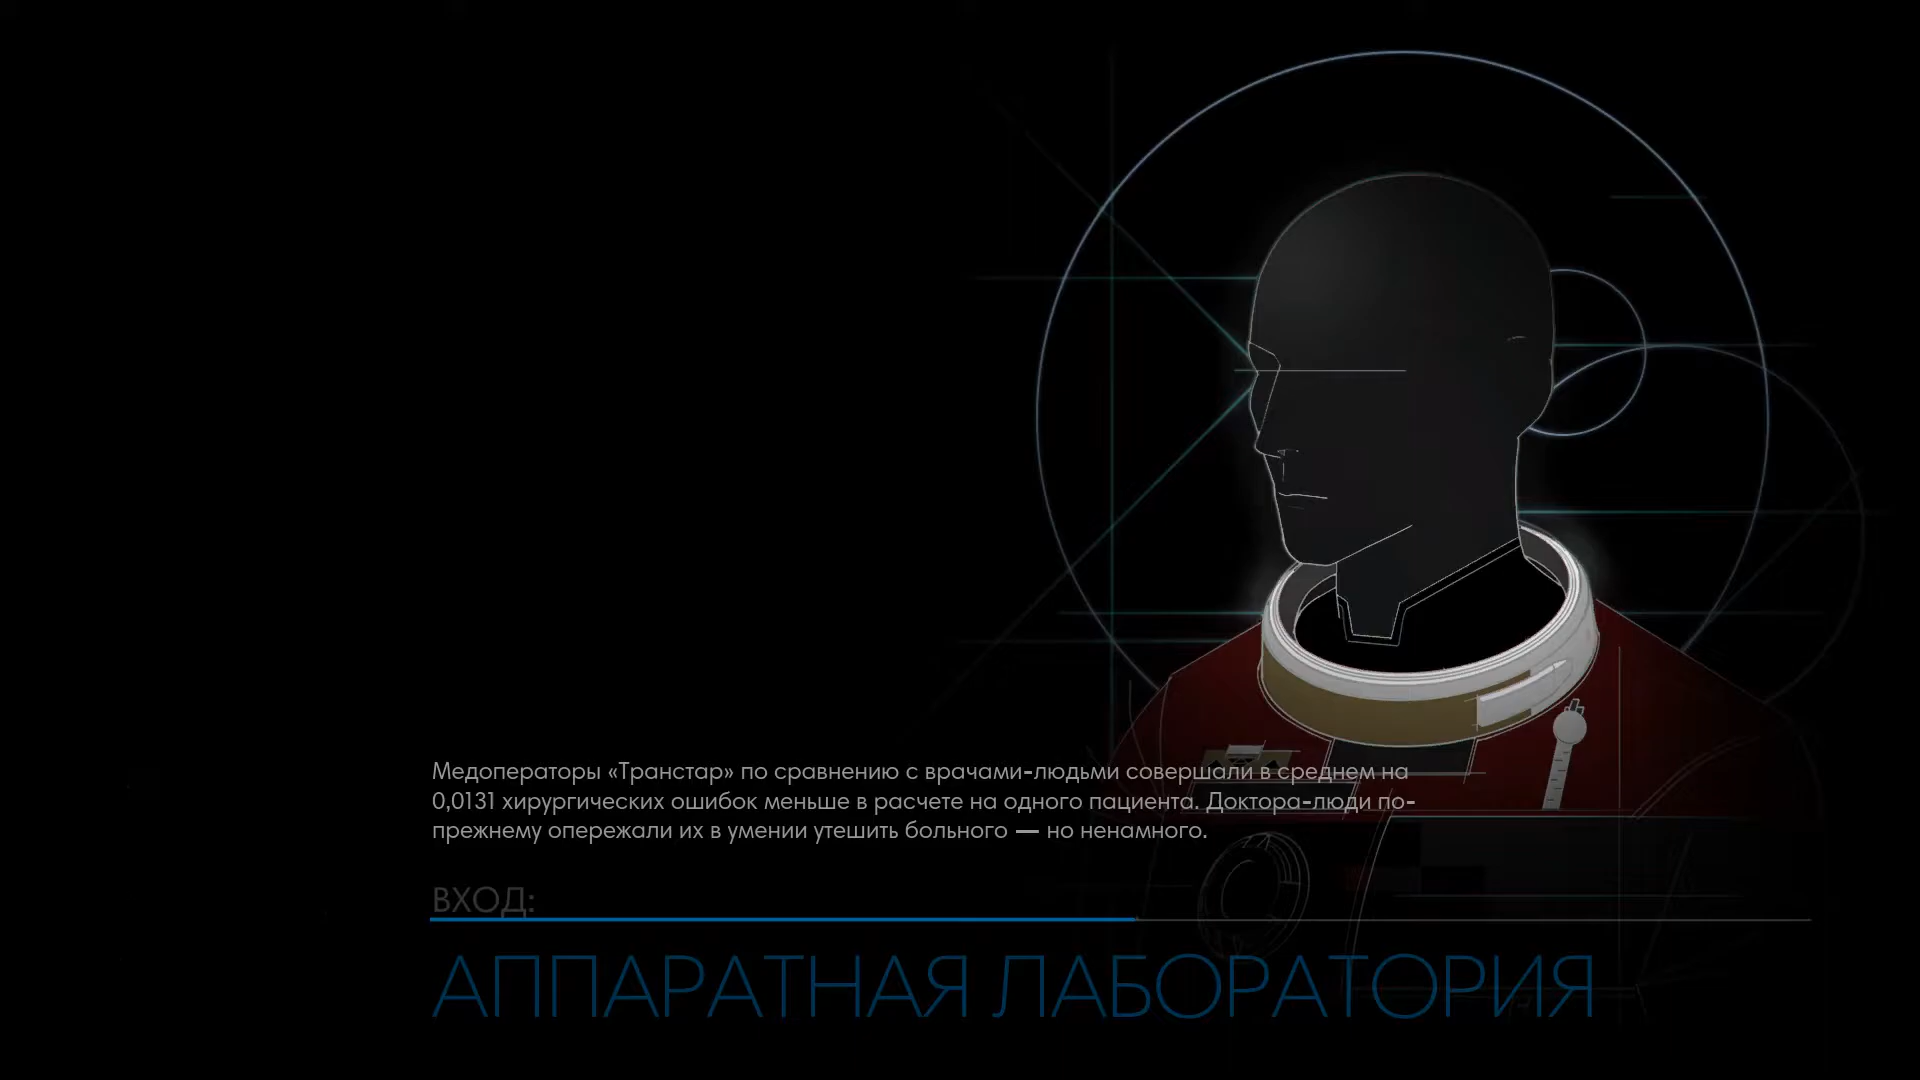 Медоператоры «Транстар» по сравнению с врачами-людьми совершали в среднем на
0,0131 хирургических ошибок меньше в расчете на одного пациента. Доктора-люди по-
прежнему опережали их в умении утешить больного — но ненамного.
ВХОД:
АППАРАТНАЯ ЛАБОРАТОРИЯ